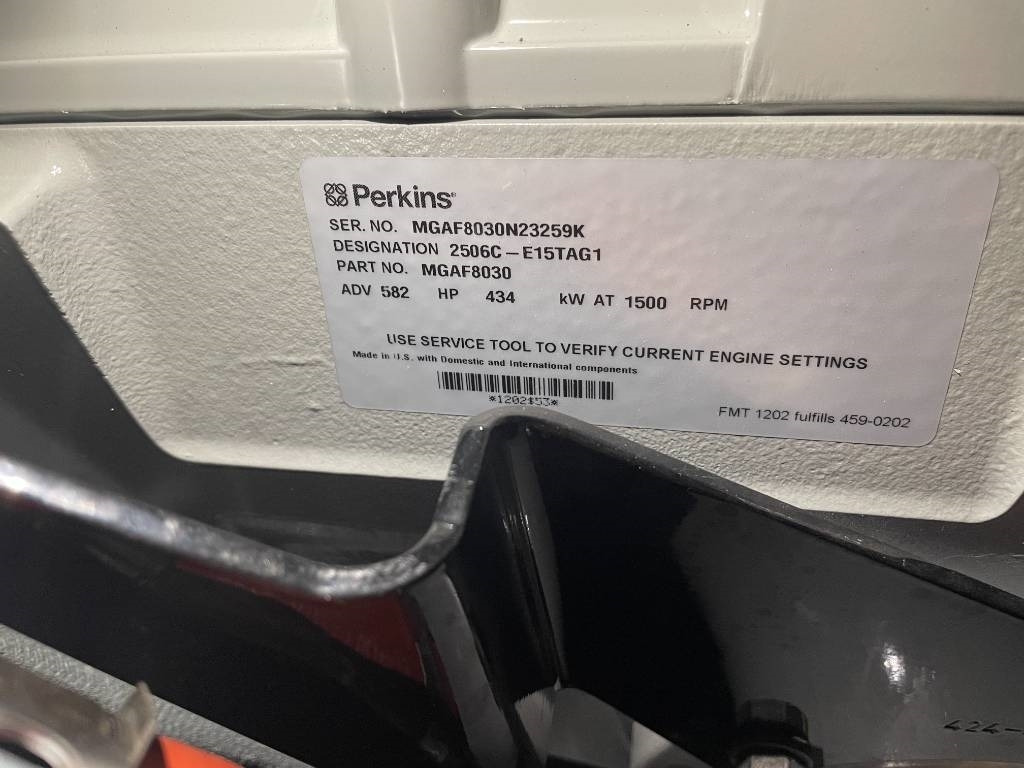 Perkins®
SER. NO. MGAF8030N23259K
DESIGNATION 2506C-E15TAG1
PART NO. MGAF8030
ADV 582 HP 434 kW AT 1500 RPM
USE SERVICE TOOL TO VERIFY CURRENT ENGINE SETTINGS
Made in U.S. with Domestic and International components
FMT 1202 fulfills 459-0202
424-